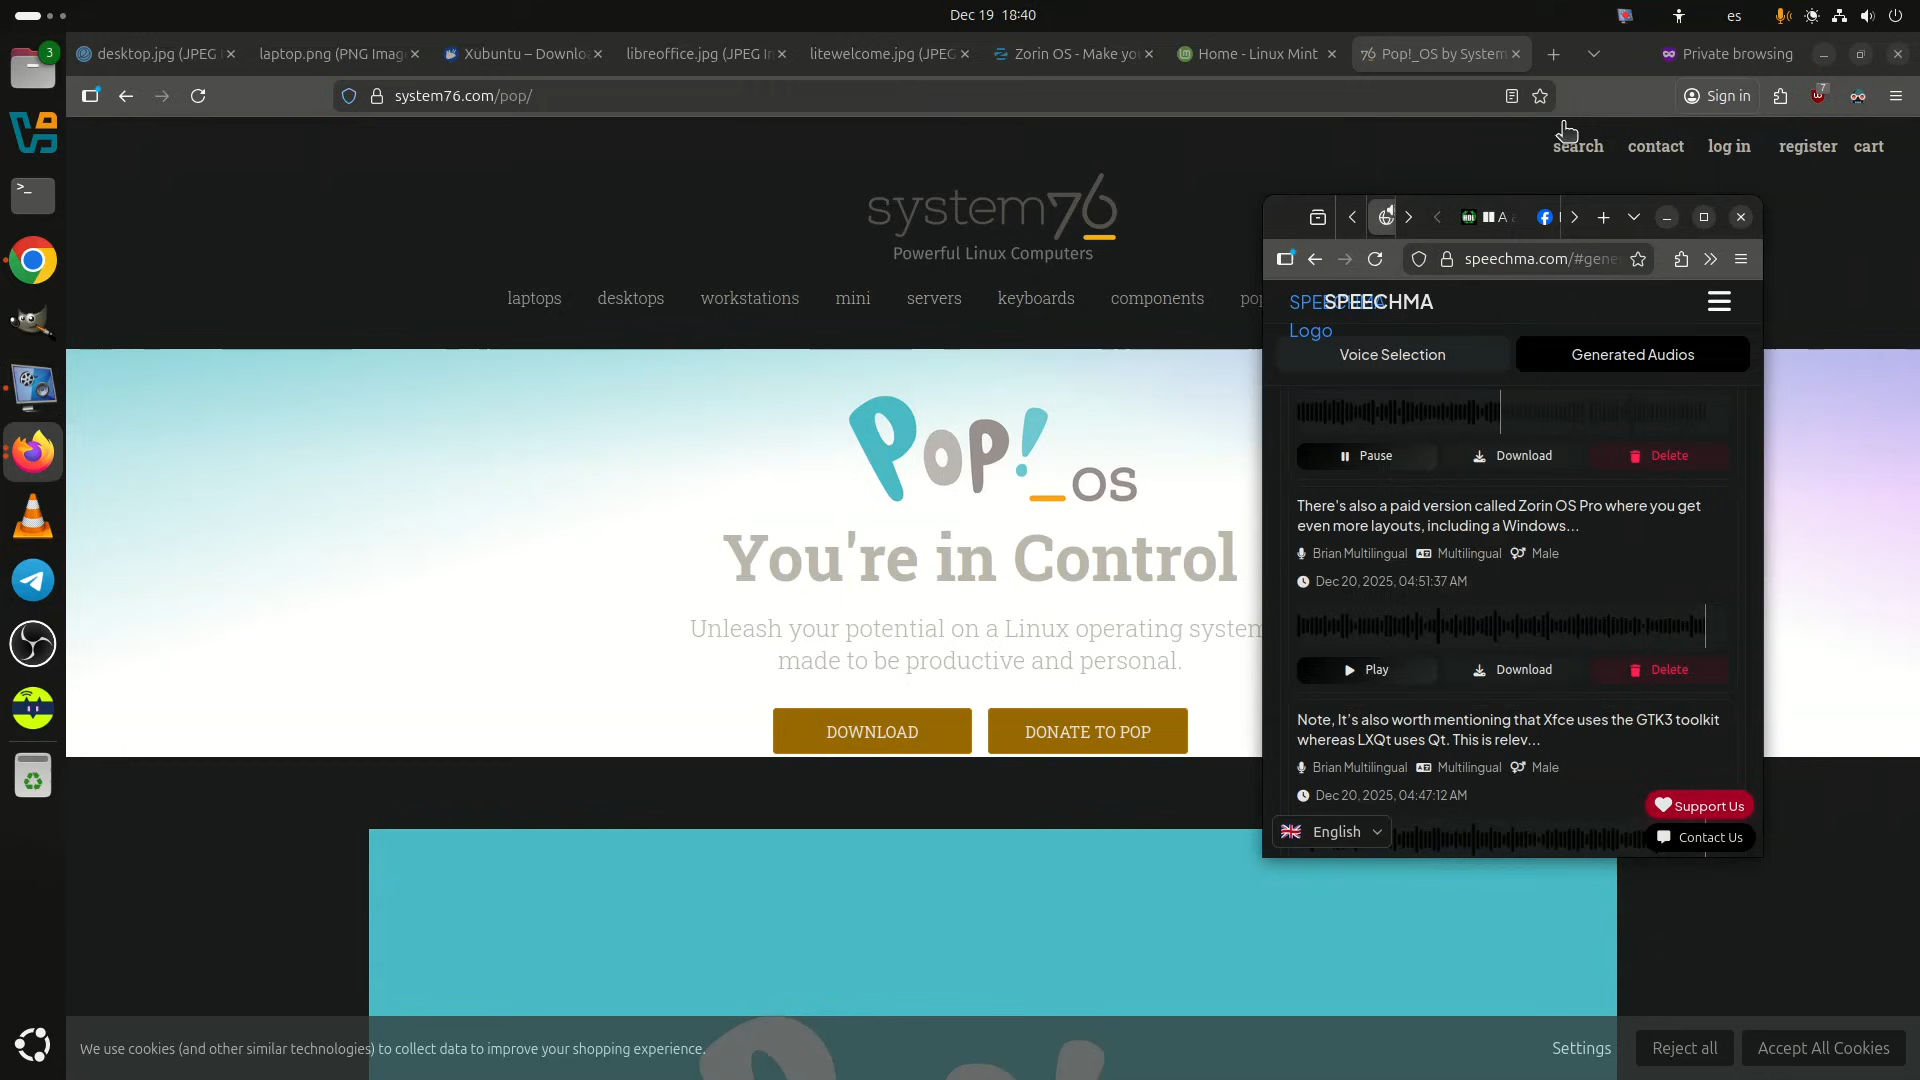 Dec 19 18:40
es
3
desktop.jpg (JPEG I
laptop.png (PNG Imag
Xubuntu – Downlo
libreoffice.jpg (JPEG In
litewelcome.jpg (JPEG
Zorin OS - Make yo
Home - Linux Mint
Pop!_OS by System
Private browsing
system76.com/pop/
Sign in
7
search
contact
log in
register
cart
system76
Powerful Linux Computers
laptops
desktops
workstations
mini
servers
keyboards
components
pop
Pop!_OS
You're in Control
Unleash your potential on a Linux operating system
made to be productive and personal.
DOWNLOAD
DONATE TO POP
speechma.com/#gene
SPEECHMA
Logo
SPEECHMA
Voice Selection
Generated Audios
Pause
Download
Delete
There's also a paid version called Zorin OS Pro where you get
even more layouts, including a Windows...
Brian Multilingual
Multilingual
Male
Dec 20, 2025, 04:51:37 AM
Play
Download
Delete
Note, It's also worth mentioning that Xfce uses the GTK3 toolkit
whereas LXQt uses Qt. This is relev...
Brian Multilingual
Multilingual
Male
Dec 20, 2025, 04:47:12 AM
Support Us
English
Contact Us
We use cookies (and other similar technologies) to collect data to improve your shopping experience.
Settings
Reject all
Accept All Cookies